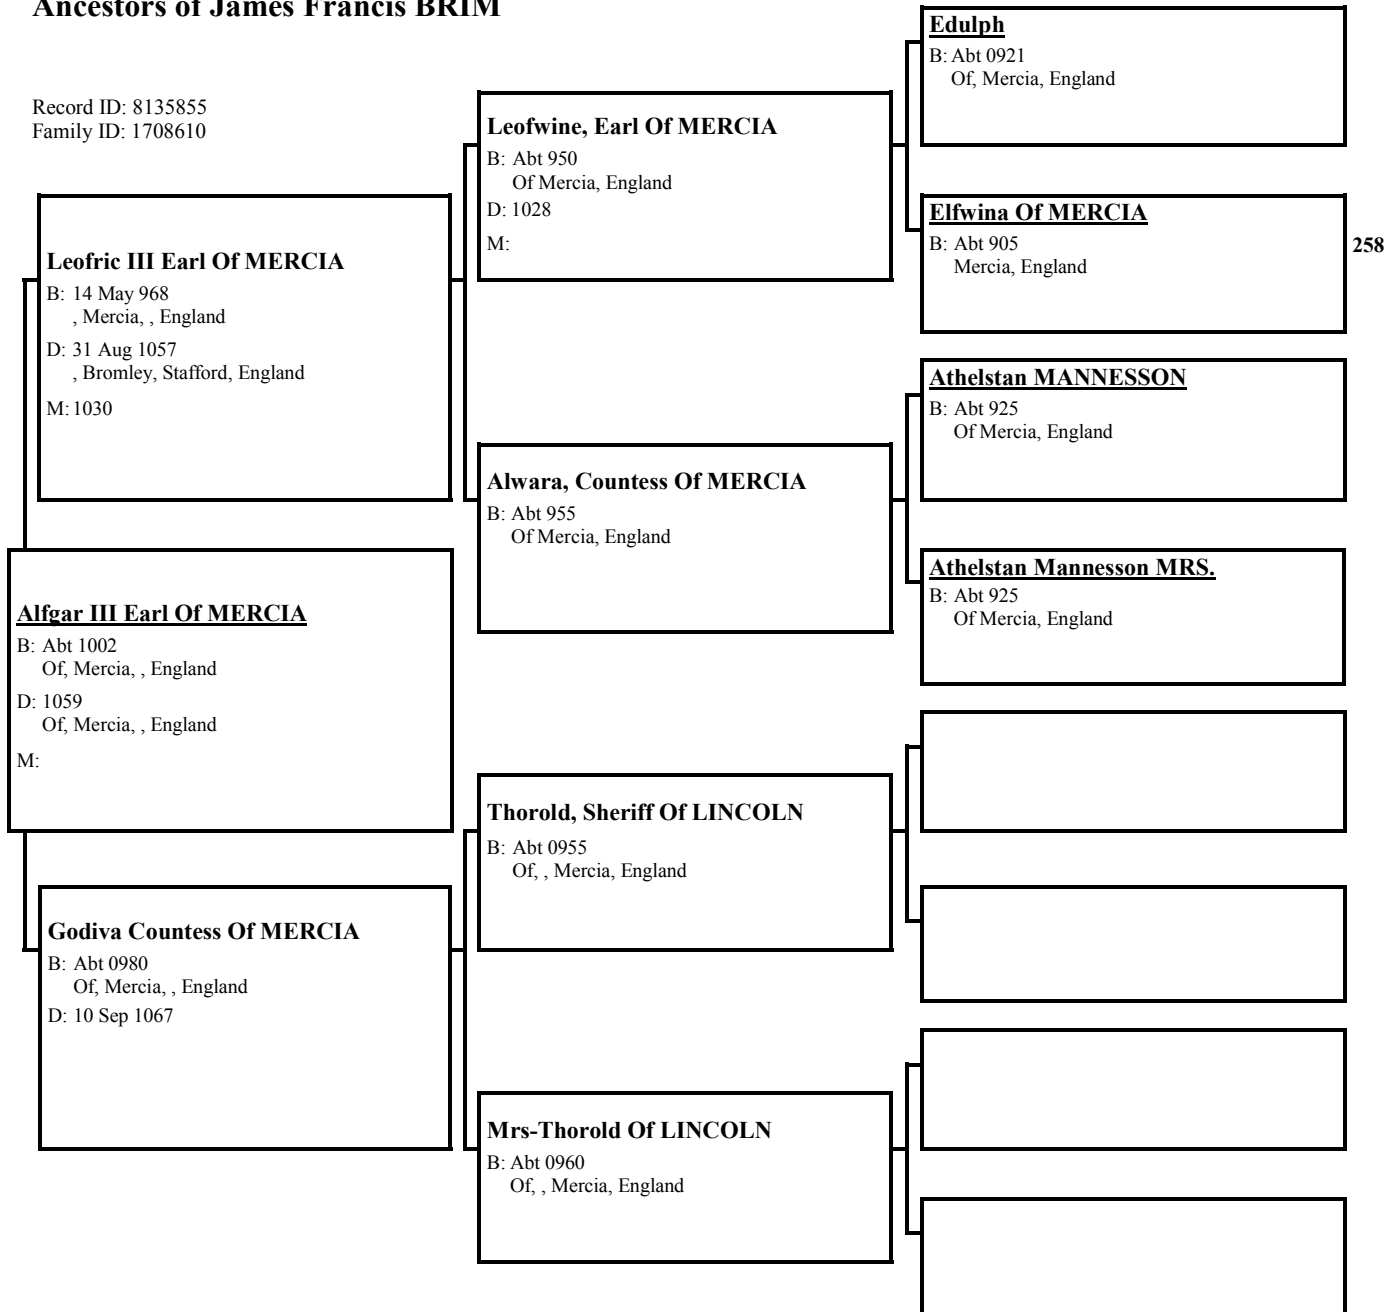 Ancestors of James Francis BRIM
Record ID: 8135855
Family ID: 1708610
Edulph
B: Abt 0921
Of, Mercia, England
Leofwine, Earl Of MERCIA
B: Abt 950
Of Mercia, England
D: 1028
M:
Elfwina Of MERCIA
B: Abt 905
Mercia, England
258
Leofric III Earl Of MERCIA
B: 14 May 968
, Mercia, , England
D: 31 Aug 1057
, Bromley, Stafford, England
M: 1030
Athelstan MANNESSON
B: Abt 925
Of Mercia, England
Alwara, Countess Of MERCIA
B: Abt 955
Of Mercia, England
Athelstan Mannesson MRS.
B: Abt 925
Of Mercia, England
Alfgar III Earl Of MERCIA
B: Abt 1002
Of, Mercia, , England
D: 1059
Of, Mercia, , England
M:
Thorold, Sheriff Of LINCOLN
B: Abt 0955
Of, , Mercia, England
Godiva Countess Of MERCIA
B: Abt 0980
Of, Mercia, , England
D: 10 Sep 1067
Mrs-Thorold Of LINCOLN
B: Abt 0960
Of, , Mercia, England